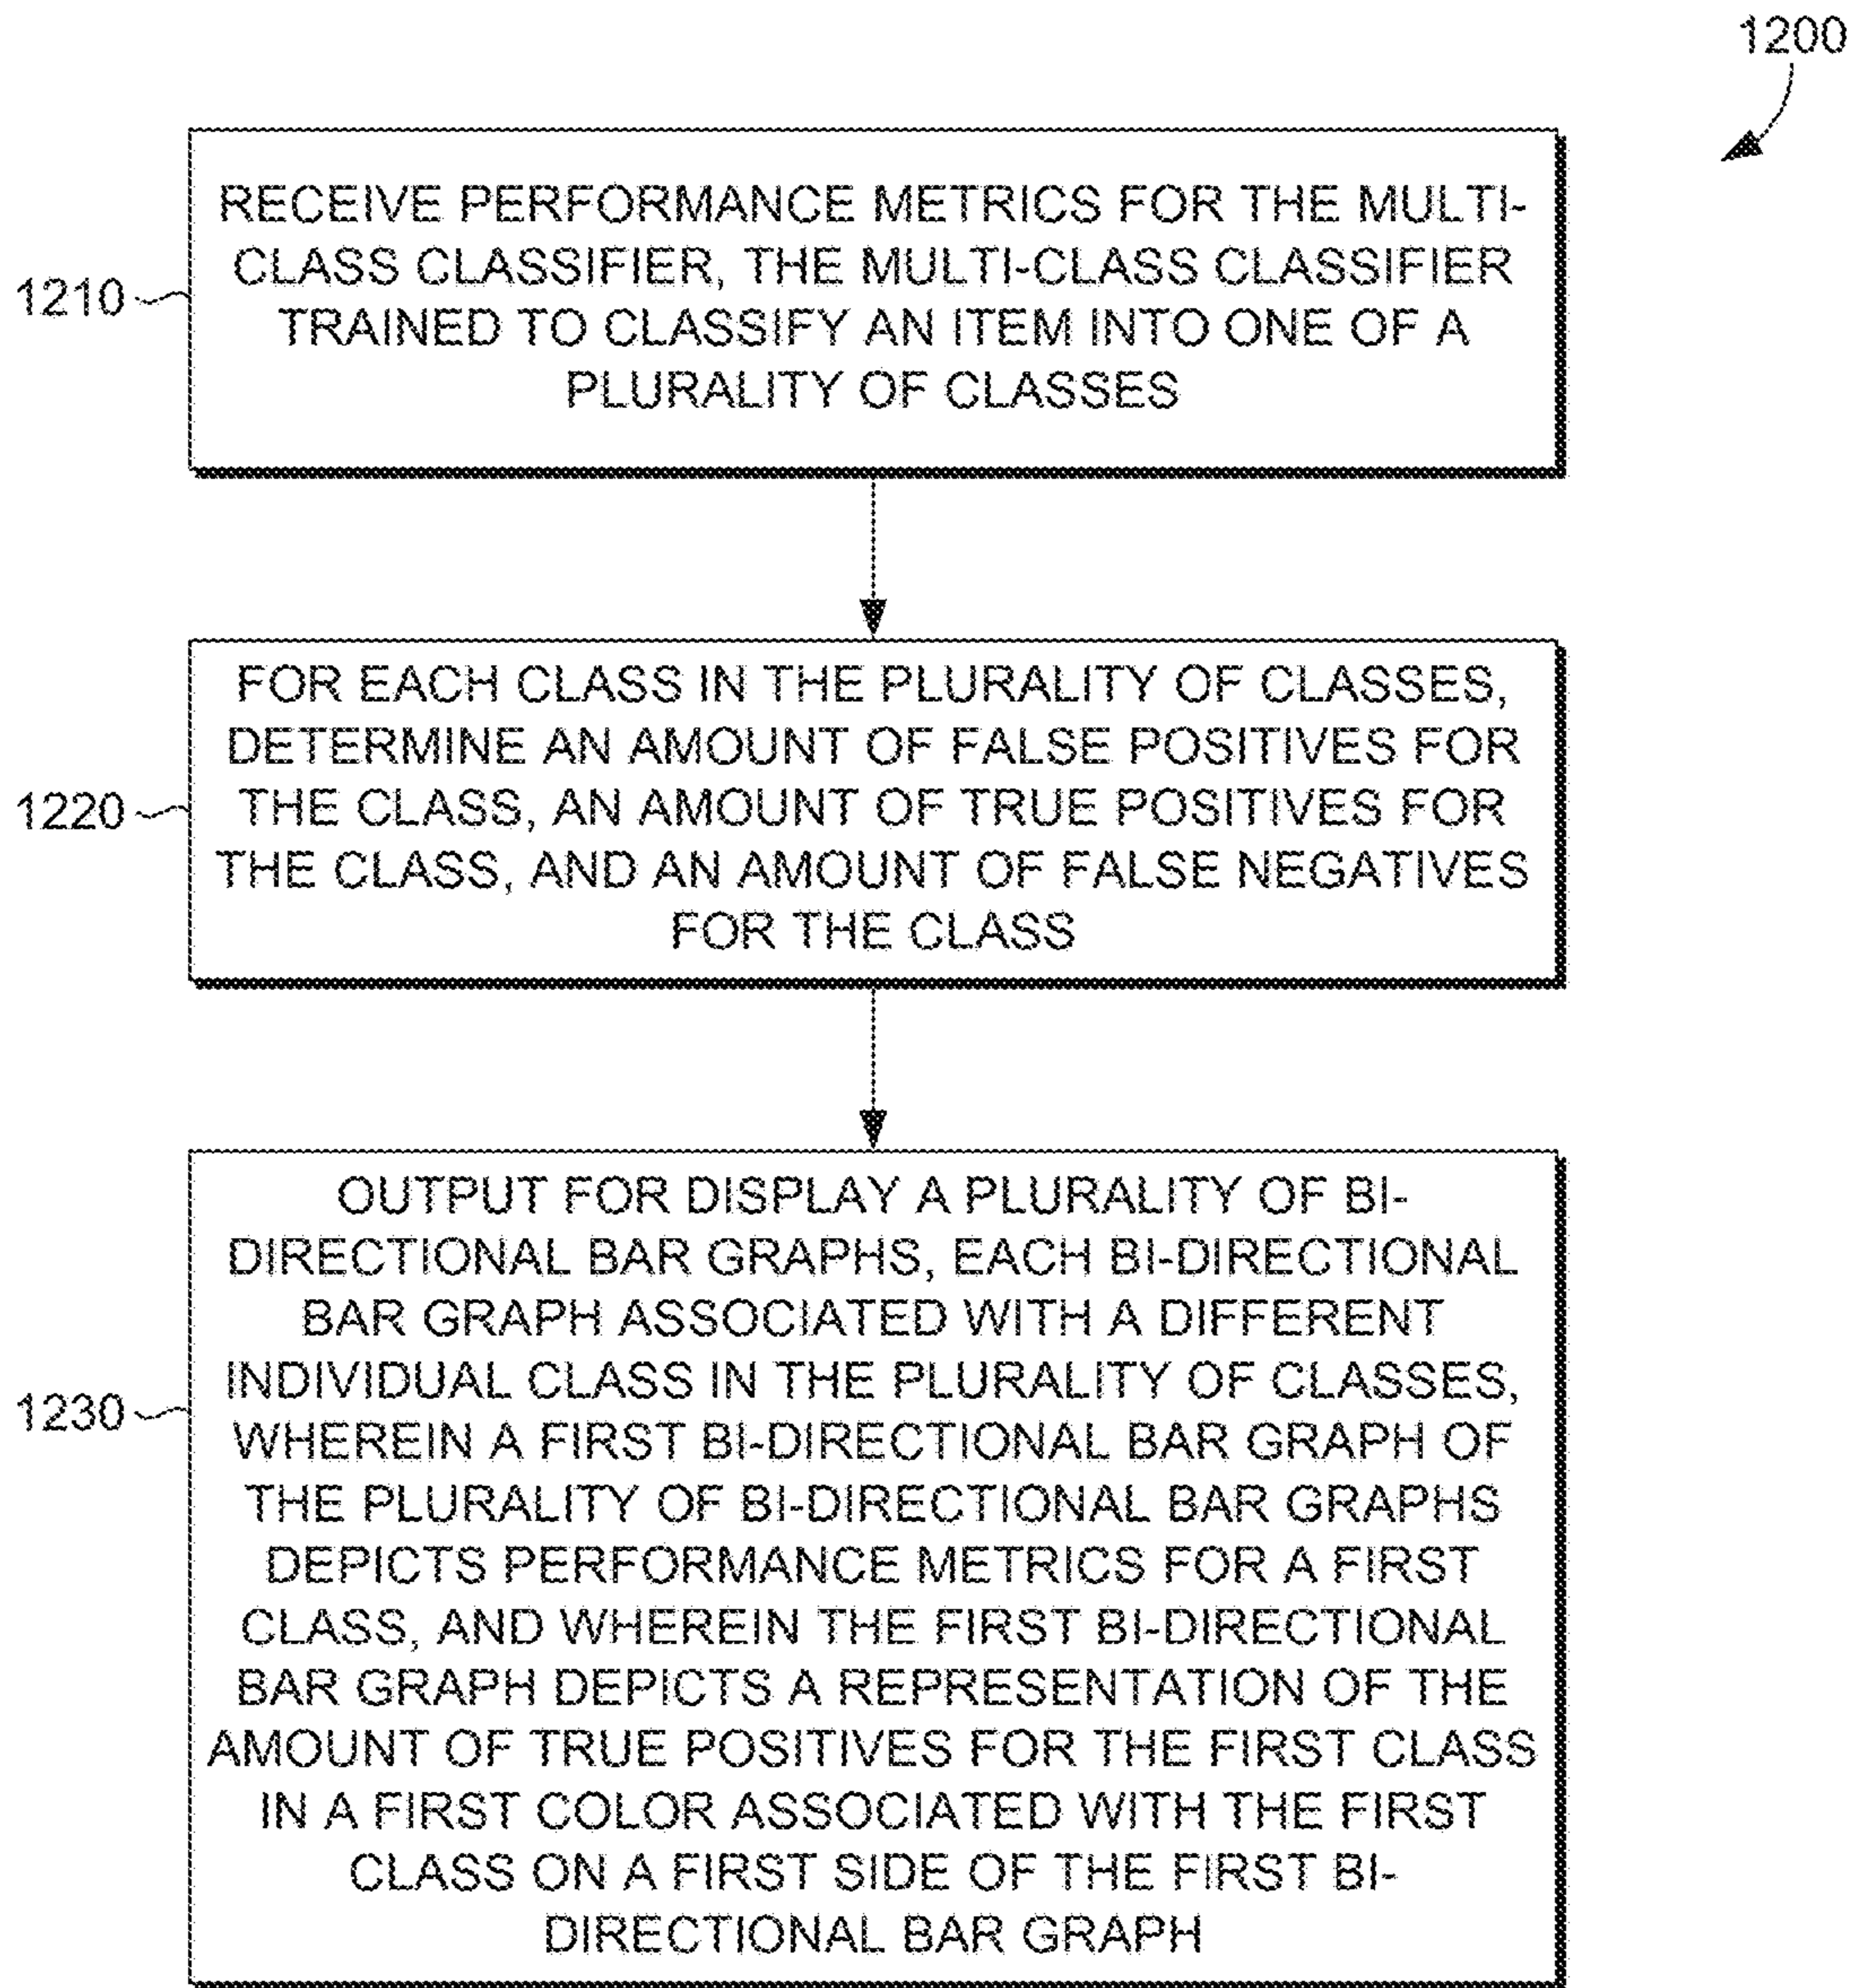 1200
1210
RECEIVE PERFORMANCE METRICS FOR THE MULTI-
CLASS CLASSIFIER, THE MULTI-CLASS CLASSIFIER
TRAINED TO CLASSIFY AN ITEM INTO ONE OF A
PLURALITY OF CLASSES
1220
FOR EACH CLASS IN THE PLURALITY OF CLASSES,
DETERMINE AN AMOUNT OF FALSE POSITIVES FOR
THE CLASS, AN AMOUNT OF TRUE POSITIVES FOR
THE CLASS, AND AN AMOUNT OF FALSE NEGATIVES
FOR THE CLASS
1230
OUTPUT FOR DISPLAY A PLURALITY OF BI-
DIRECTIONAL BAR GRAPHS, EACH BI-DIRECTIONAL
BAR GRAPH ASSOCIATED WITH A DIFFERENT
INDIVIDUAL CLASS IN THE PLURALITY OF CLASSES,
WHEREIN A FIRST BI-DIRECTIONAL BAR GRAPH OF
THE PLURALITY OF BI-DIRECTIONAL BAR GRAPHS
DEPICTS PERFORMANCE METRICS FOR A FIRST
CLASS, AND WHEREIN THE FIRST BI-DIRECTIONAL
BAR GRAPH DEPICTS A REPRESENTATION OF THE
AMOUNT OF TRUE POSITIVES FOR THE FIRST CLASS
IN A FIRST COLOR ASSOCIATED WITH THE FIRST
CLASS ON A FIRST SIDE OF THE FIRST BI-
DIRECTIONAL BAR GRAPH